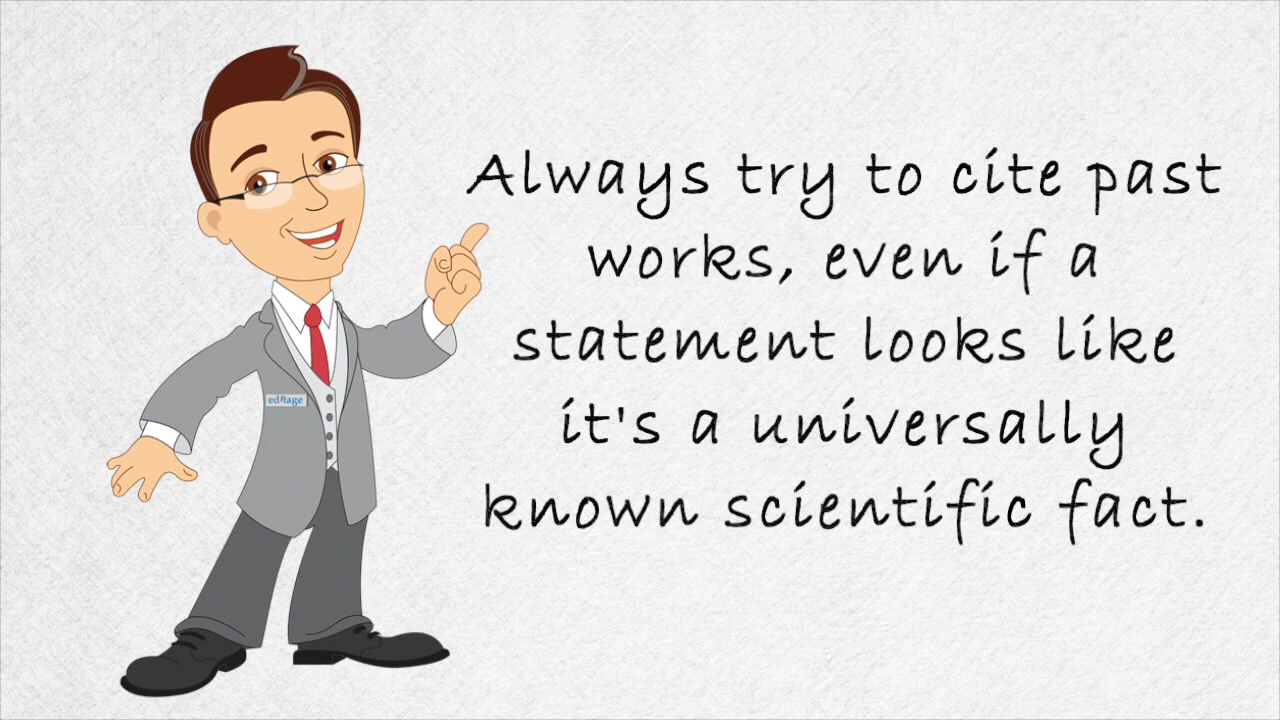 Always try to cite past
works, even if a
statement looks like
it's a universally
known scientific fact.
editage